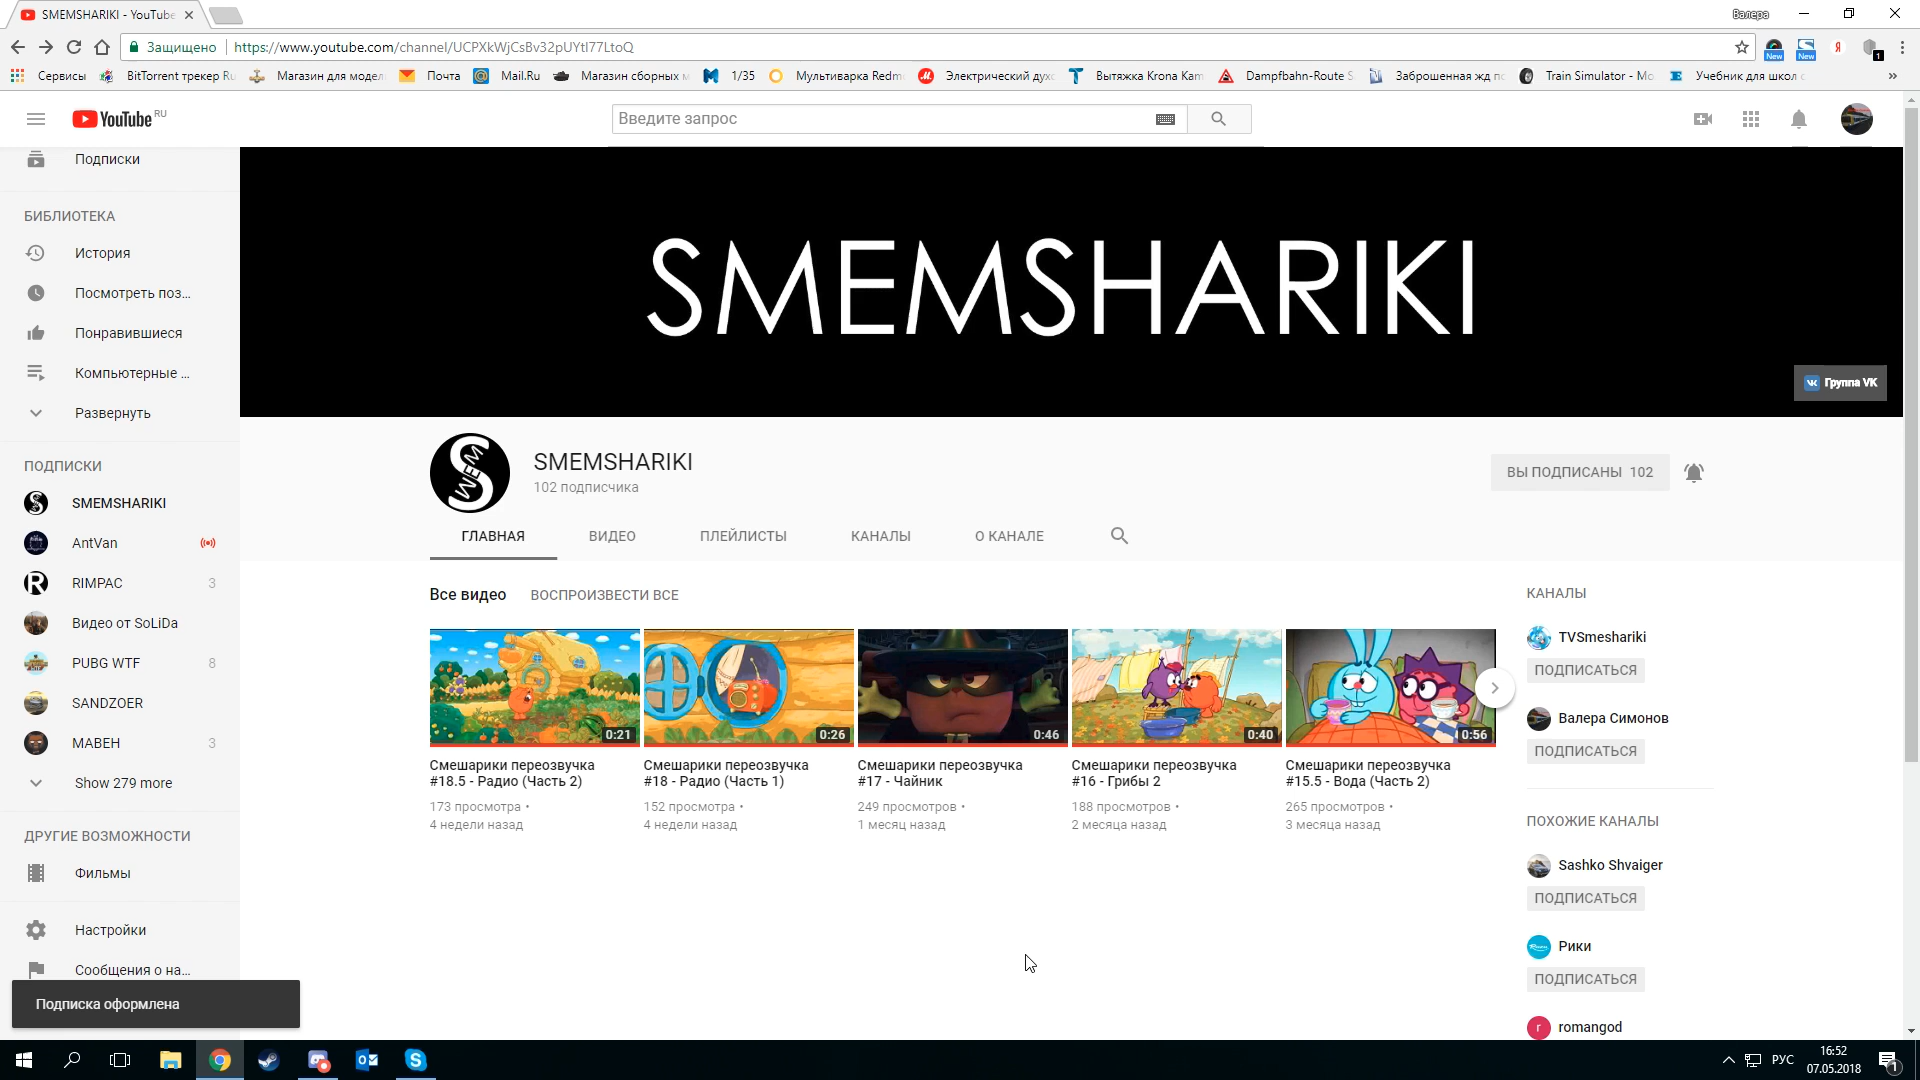 SMEMSHARIKI - YouTube
Валера
Защищено
https://www.youtube.com/channel/UCPXkWjCsBv32pUYtI77LtoQ
Сервисы
BitTorrent трекер Ru
Магазин для модел
Почта
Mail.Ru
Магазин сборных м
1/35
Мультиварка Redm
Электрический духо
Вытяжка Krona Kam
Dampfbahn-Route S
Заброшенная жд по
Train Simulator - Mo
Учебник для школ с
New
New
1
YouTube RU
Введите запрос
Подписки
БИБЛИОТЕКА
История
Посмотреть поз...
Понравившиеся
Компьютерные ...
Развернуть
ПОДПИСКИ
SMEMSHARIKI
AntVan
RIMPAC 3
Видео от SoLiDa
PUBG WTF 8
SANDZOER
МАВЕН 3
Show 279 more
ДРУГИЕ ВОЗМОЖНОСТИ
Фильмы
Настройки
Сообщения о на...
Подписка оформлена
SMEMSHARIKI
Группа VK
SMEMSHARIKI
102 подписчика
ВЫ ПОДПИСАНЫ 102
ГЛАВНАЯ
ВИДЕО
ПЛЕЙЛИСТЫ
КАНАЛЫ
О КАНАЛЕ
Все видео
ВОСПРОИЗВЕСТИ ВСЕ
0:21
Смешарики переозвучка
#18.5 - Радио (Часть 2)
173 просмотра •
4 недели назад
0:26
Смешарики переозвучка
#18 - Радио (Часть 1)
152 просмотра •
4 недели назад
0:46
Смешарики переозвучка
#17 - Чайник
249 просмотров •
1 месяц назад
0:40
Смешарики переозвучка
#16 - Грибы 2
188 просмотров •
2 месяца назад
0:56
Смешарики переозвучка
#15.5 - Вода (Часть 2)
265 просмотров •
3 месяца назад
КАНАЛЫ
TVSmeshariki
ПОДПИСАТЬСЯ
Валера Симонов
ПОДПИСАТЬСЯ
ПОХОЖИЕ КАНАЛЫ
Sashko Shvaiger
ПОДПИСАТЬСЯ
Рики
ПОДПИСАТЬСЯ
romangod
РУС
16:52
07.05.2018
1